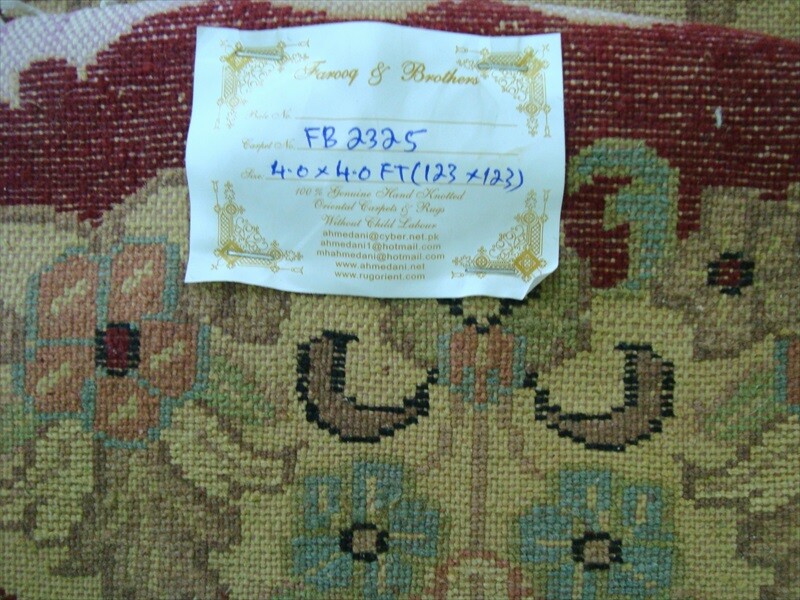 Farooq & Brothers
No.
Carpet No. FB 2325
Size 4.0 x 4.0 FT (123 x 123)
100% Genuine Hand Knotted
Oriental Carpets & Rugs
Without Child Labour
ahmedani@cyber.net.pk
ahmedani1@hotmail.com
mhahmedani@hotmail.com
www.ahmedani.net
www.rugorient.com